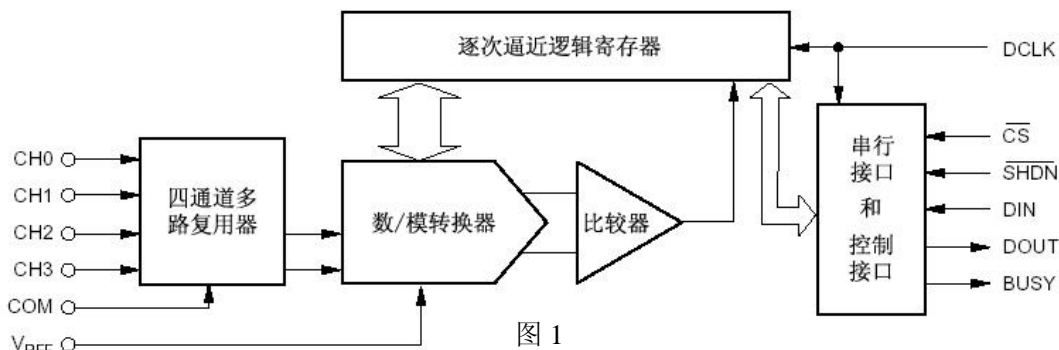 逐次逼近逻辑寄存器
DCLK
CH0
CH1
CH2
CH3
COM
四通道多
路复用器
数/模转换器
比较器
串行
接口
和
控制
接口
CS
SHDN
DIN
DOUT
BUSY
VREF
图 1